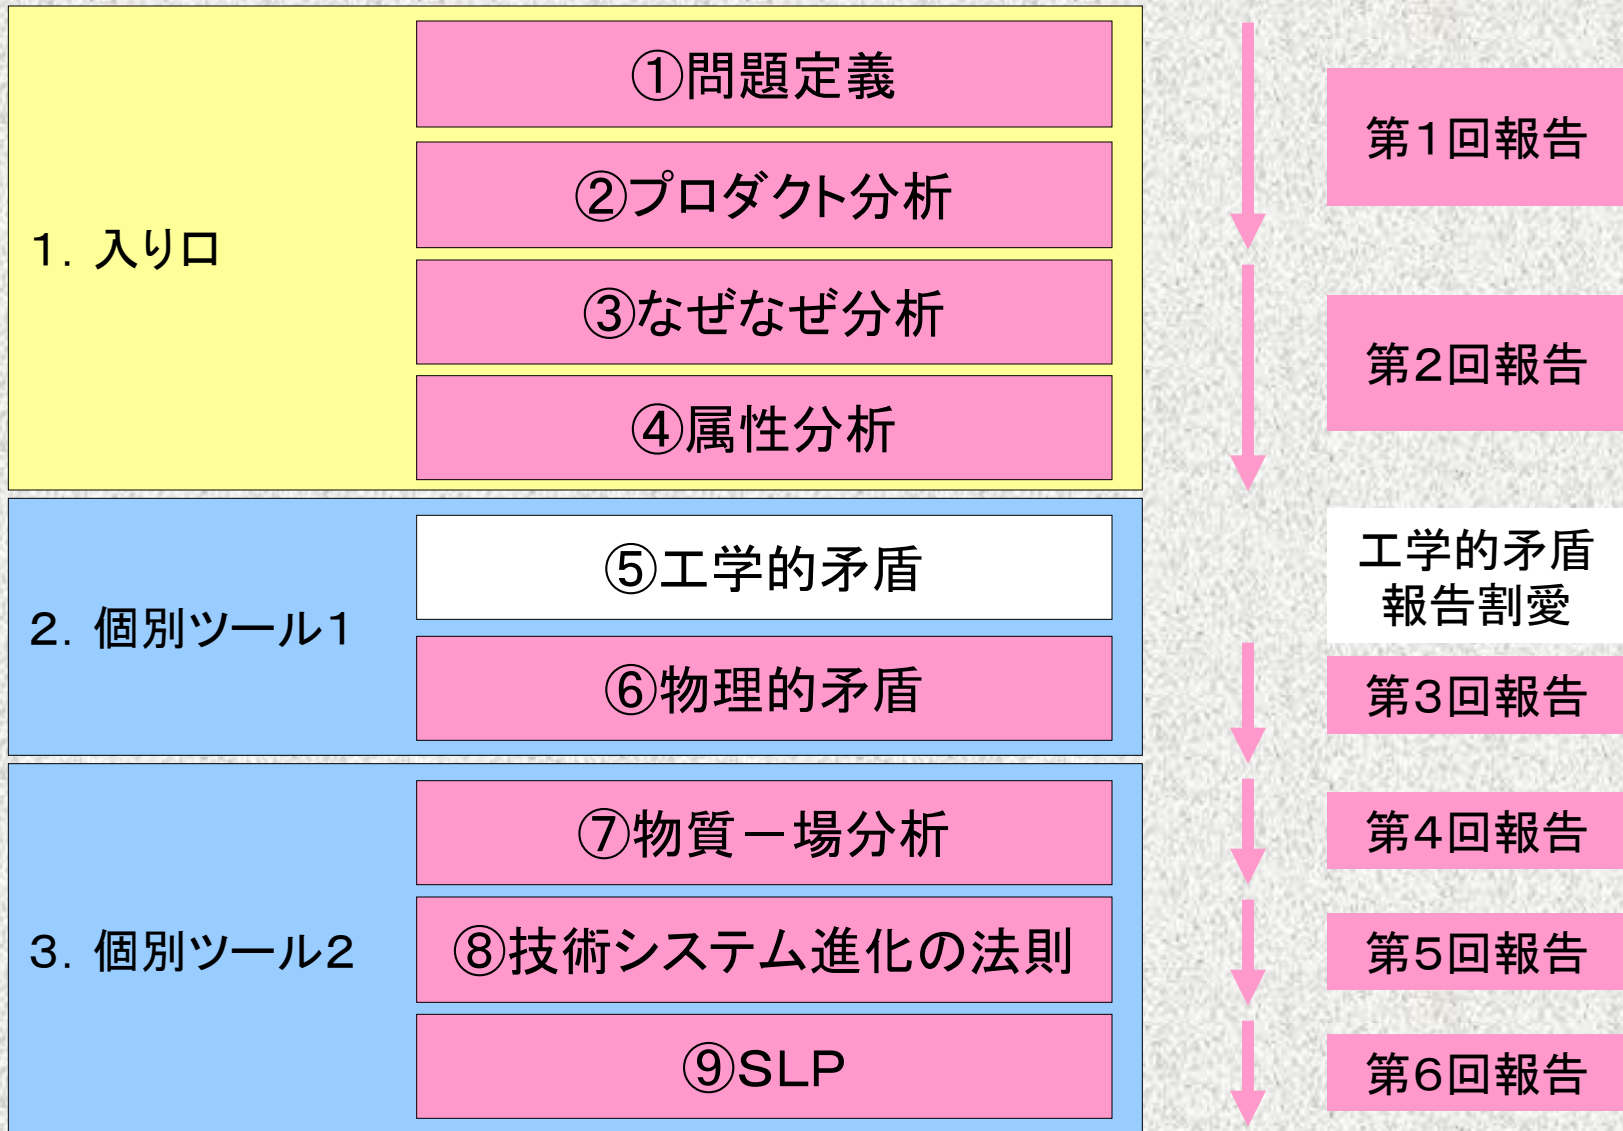 1．入り口
①問題定義
②プロダクト分析
③なぜなぜ分析
④属性分析
第1回報告
第2回報告
2．個別ツール1
⑤工学的矛盾
⑥物理的矛盾
工学的矛盾
報告割愛
第3回報告
3．個別ツール2
⑦物質－場分析
⑧技術システム進化の法則
⑨SLP
第4回報告
第5回報告
第6回報告